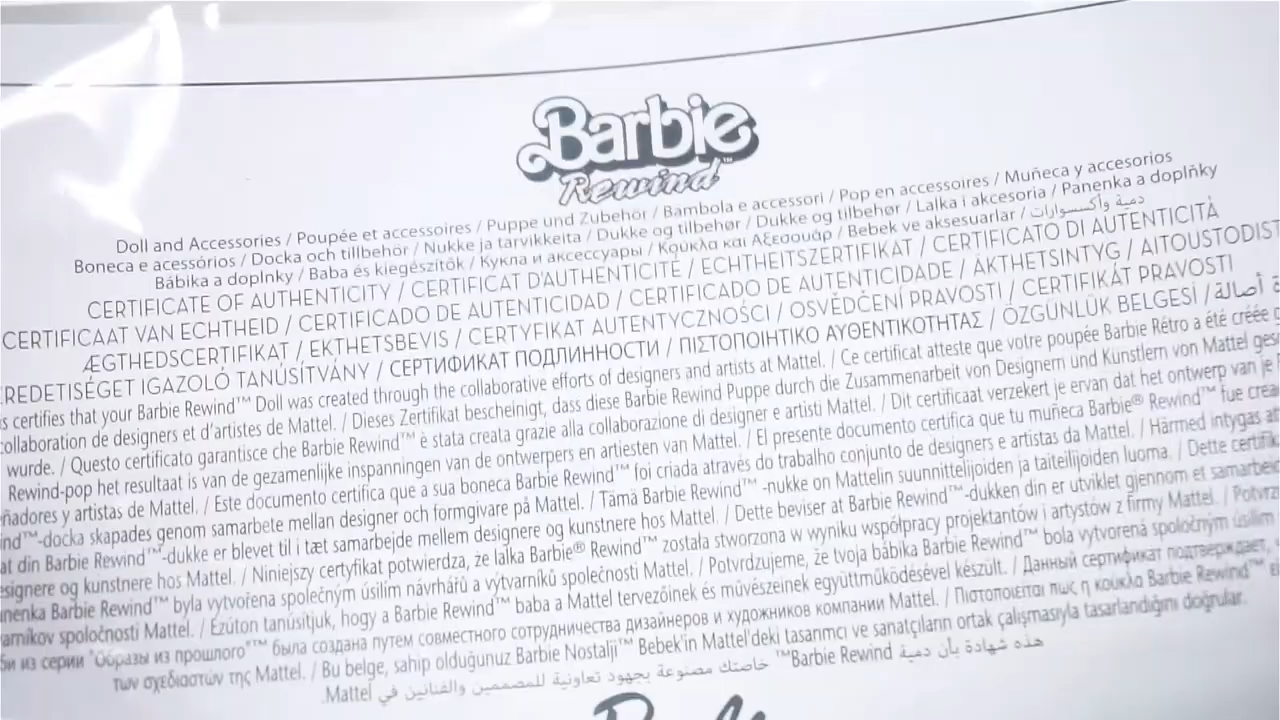 Barbie™
Rewind
Doll and Accessories / Poupée et accessoires / Puppe und Zubehör / Bambola e accessori / Pop en accessoires / Muñeca y accesorios
Boneca e acessórios / Docka och tillbehör / Nukke ja tarvikkeita / Dukke og tilbehør / Dukke og tilbehør / Lalka i akcesoria / Panenka a doplňky
Bábika a doplnky / Baba és kiegészítők / Кукла и аксессуары / Κούκλα και Αξεσουάρ / Bebek ve aksesuarlar / دمية وأكسسوارات
CERTIFICATE OF AUTHENTICITY / CERTIFICAT D'AUTHENTICITÉ / ECHTHEITSZERTIFIKAT / CERTIFICATO DI AUTENTICITÀ
CERTIFICAAT VAN ECHTHEID / CERTIFICADO DE AUTENTICIDAD / CERTIFICADO DE AUTENTICIDADE / ÄKTHETSINTYG / AITOUSTODIST
ÆGTHEDSCERTIFIKAT / EKTHETSBEVIS / CERTYFIKAT AUTENTYCZNOŚCI / OSVĚDČENÍ PRAVOSTI / CERTIFIKÁT PRAVOSTI
EREDETISÉGET IGAZOLÓ TANÚSÍTVÁNY / СЕРТИФИКАТ ПОДЛИННОСТИ / ΠΙΣΤΟΠΟΙΗΤΙΚΟ ΑΥΘΕΝΤΙΚΟΤΗΤΑΣ / ÖZGÜNLÜK BELGESİ / أصالة
s certifies that your Barbie Rewind™ Doll was created through the collaborative efforts of designers and artists at Mattel. / Ce certificat atteste que votre poupée Barbie Rétro a été créée
collaboration de designers et d'artistes de Mattel. / Dieses Zertifikat bescheinigt, dass diese Barbie Rewind Puppe durch die Zusammenarbeit von Designern und Künstlern von Mattel ges
wurde. / Questo certificato garantisce che Barbie Rewind™ è stata creata grazie alla collaborazione di designer e artisti Mattel. / Dit certificaat verzekert je ervan dat het ontwerp van je
Rewind-pop het resultaat is van de gezamenlijke inspanningen van de ontwerpers en artiesten van Mattel. / El presente documento certifica que tu muñeca Barbie® Rewind™ fue crea
ñadores y artistas de Mattel. / Este documento certifica que a sua boneca Barbie Rewind™ foi criada através do trabalho conjunto de designers e artistas da Mattel. / Härmed intygas at
ind™-docka skapades genom samarbete mellan designer och formgivare på Mattel. / Tämä Barbie Rewind™ -nukke on Mattelin suunnittelijoiden ja taiteilijoiden luoma. / Dette certifik
at din Barbie Rewind™-dukke er blevet til i tæt samarbejde mellem designere og kunstnere hos Mattel. / Dette beviser at Barbie Rewind™-dukken din er utviklet gjennom et samarbeid
esignere og kunstnere hos Mattel. / Niniejszy certyfikat potwierdza, że lalka Barbie® Rewind™ została stworzona w wyniku współpracy projektantów i artystów z firmy Mattel. / Potvrz
nenka Barbie Rewind™ byla vytvořena společným úsilím návrhářů a výtvarníků společnosti Mattel. / Potvrdzujeme, že tvoja bábika Barbie Rewind™ bola vytvorená spoločným úsilím
arníkov spoločnosti Mattel. / Ezúton tanúsítjuk, hogy a Barbie Rewind™ baba a Mattel tervezőinek és művészeinek együttműködésével készült. / Данный сертификат подтверждает,
би из серии "Образы из прошлого"™ была создана путем совместного сотрудничества дизайнеров и художников компании Mattel. / Πιστοποιείται πως η κούκλα Barbie Rewind™
των σχεδιαστών της Mattel. / Bu belge, sahip olduğunuz Barbie Nostalji™ Bebek'in Mattel'deki tasarımcı ve sanatçıların ortak çalışmasıyla tasarlandığını doğrular.
هذه شهادة بأن دمية Barbie Rewind™ خاصتك مصنوعة بجهود تعاونية للمصممين والفنانين في Mattel.